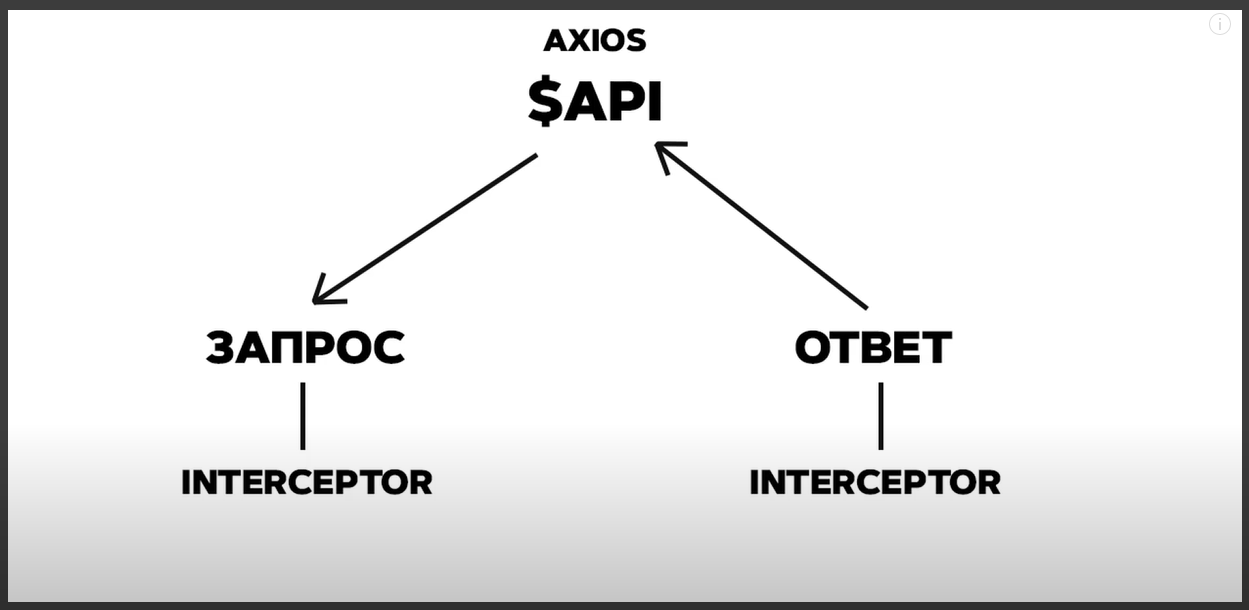 AXIOS
$API
ЗАПРОС
ОТВЕТ
INTERCEPTOR
INTERCEPTOR